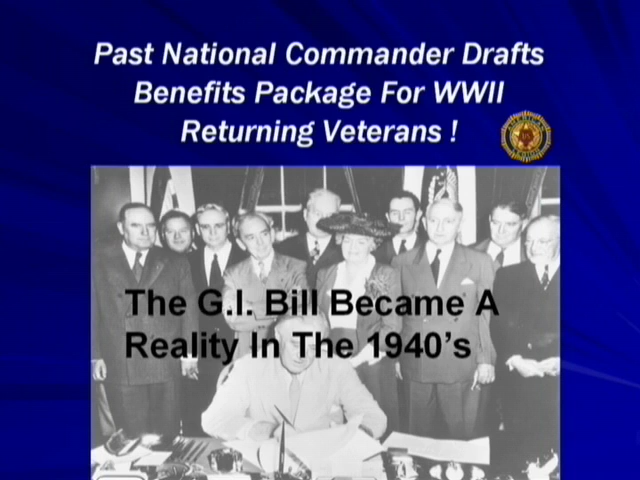 Past National Commander Drafts
Benefits Package For WWII
Returning Veterans !
The G.I. Bill Became A
Reality In The 1940's